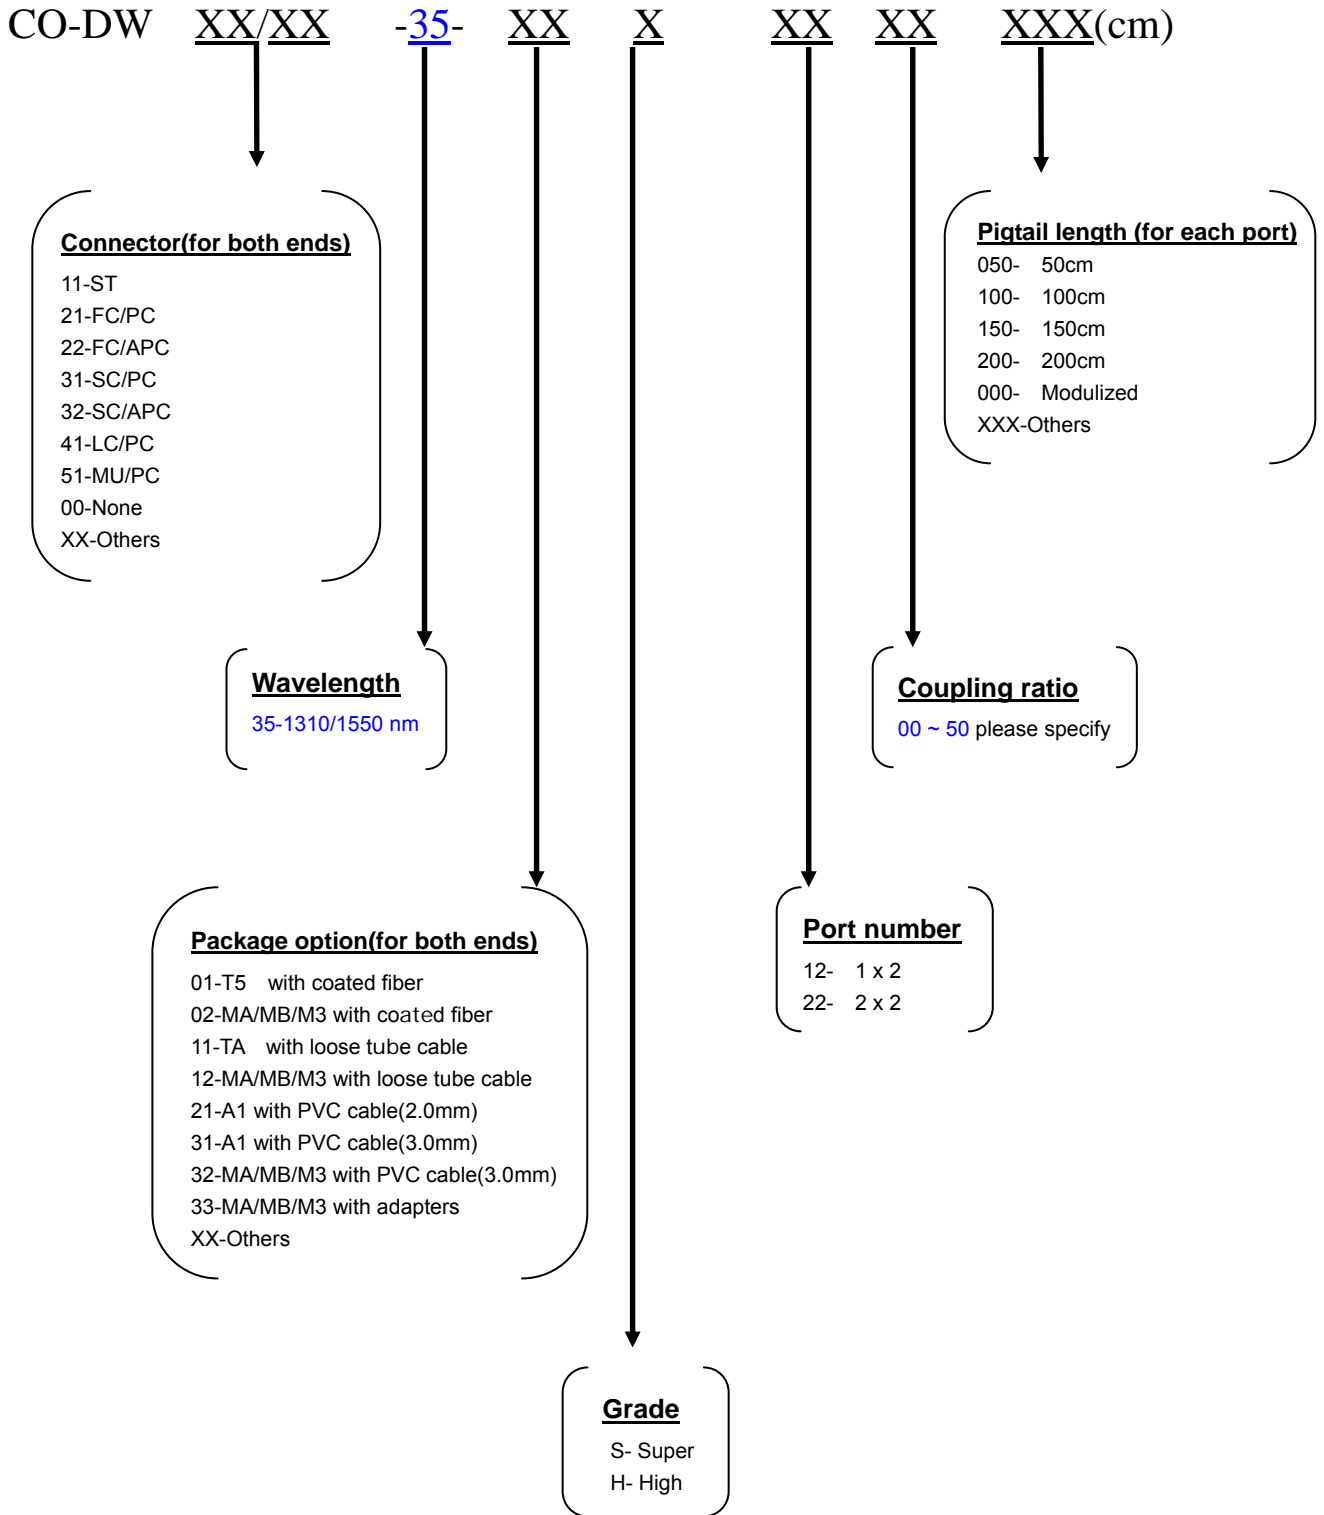 CO-DW XX/XX -35- XX X XX XX XXX(cm)
Connector(for both ends)
11-ST
21-FC/PC
22-FC/APC
31-SC/PC
32-SC/APC
41-LC/PC
51-MU/PC
00-None
XX-Others
Pigtail length (for each port)
050- 50cm
100- 100cm
150- 150cm
200- 200cm
000- Modulized
XXX-Others
Wavelength
35-1310/1550 nm
Coupling ratio
00 ~ 50 please specify
Package option(for both ends)
01-T5 with coated fiber
02-MA/MB/M3 with coated fiber
11-TA with loose tube cable
12-MA/MB/M3 with loose tube cable
21-A1 with PVC cable(2.0mm)
31-A1 with PVC cable(3.0mm)
32-MA/MB/M3 with PVC cable(3.0mm)
33-MA/MB/M3 with adapters
XX-Others
Port number
12- 1 x 2
22- 2 x 2
Grade
S- Super
H- High